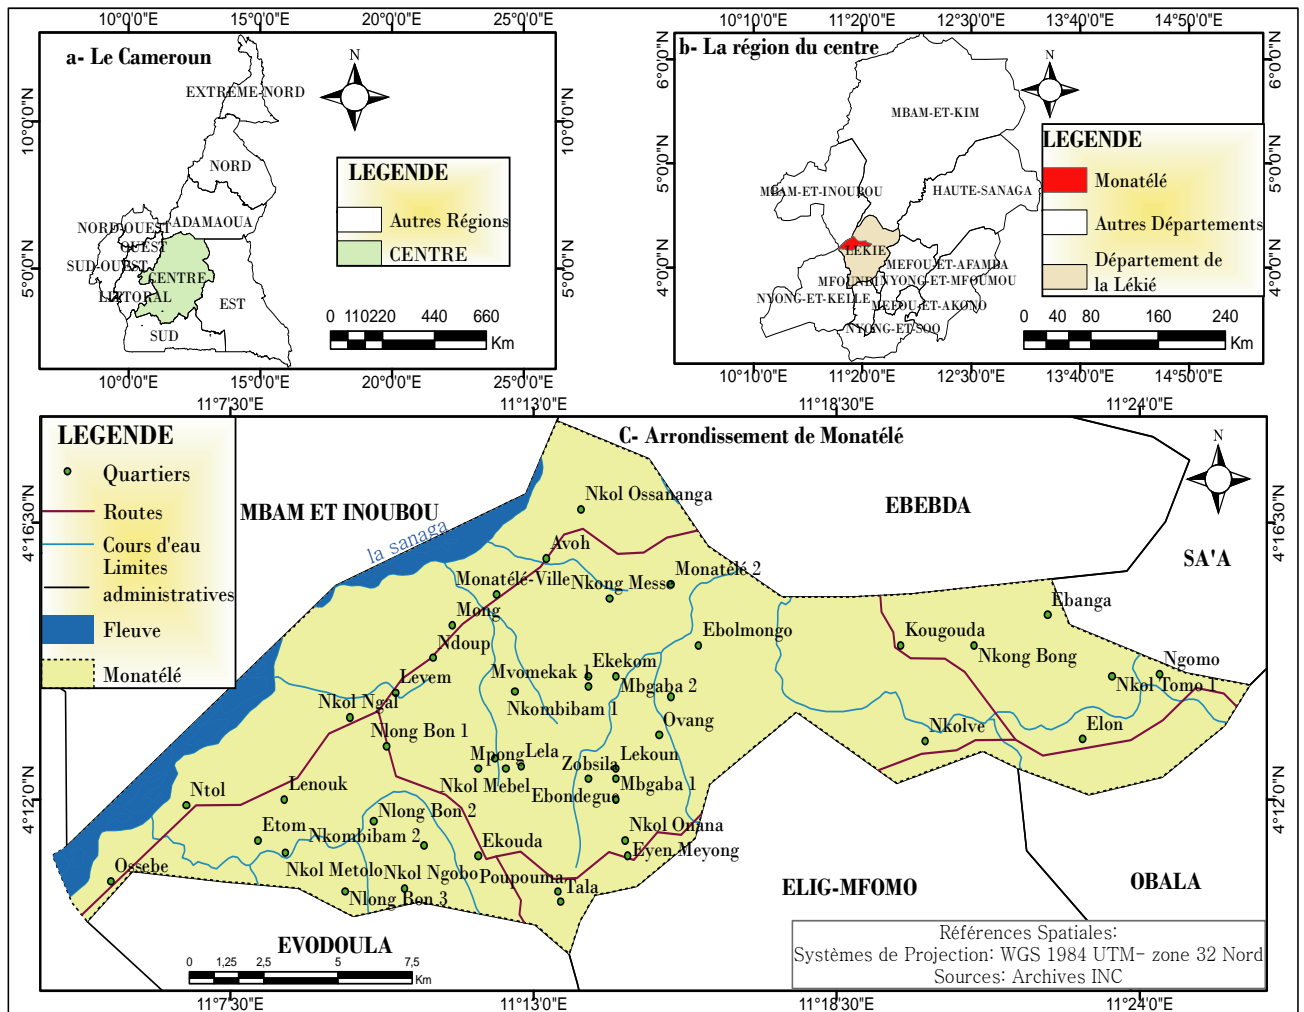 10°0'0"N 15°0'0"E 20°0'0"E 25°0'0"E
10°10'0"E 11°20'0"E 12°30'0"E 13°40'0"E 14°50'0"E
a- Le Cameroun
N
EXTREME-NORD
10°0'0"N
10°0'0"N
NORD
LEGENDE
Autres Régions
CENTRE
ADAMAOUA
NORD-OUEST
OUEST
SUD-OUEST
CENTRE
5°0'0"N
5°0'0"N
LITTORAL
EST
SUD
0 110 220 440 660
Km
10°0'0"E 15°0'0"E 20°0'0"E 25°0'0"E
b- La région du centre
N
6°0'0"N
6°0'0"N
MBAM-ET-KIM
LEGENDE
Monatélé
Autres Départements
Département de
la Lékié
5°0'0"N
5°0'0"N
MBAM-ET-INOUBOU
HAUTE-SANAGA
LEKIE
4°0'0"N
4°0'0"N
MEFOU-ET-AFAMBA
MFOUNDI
NYONG-ET-MFOUMOU
NYONG-ET-KELLE
MEFOU-ET-AKONO
NYONG-ET-SOO
0 40 80 160 240
Km
10°10'0"E 11°20'0"E 12°30'0"E 13°40'0"E 14°50'0"E
11°7'30"E 11°13'0"E 11°18'30"E 11°24'0"E
LEGENDE
Quartiers
Routes
Cours d'eau
Limites
administratives
Fleuve
Monatélé
C- Arrondissement de Monatélé
N
4°16'30"N
4°16'30"N
MBAM ET INOUBOU
EBEBDA
SA'A
la sanaga
Nkol Ossananga
Avoh
Monatélé-Ville
Nkong Messe
Monatélé 2
Mong
Ndoup
Ebolmongo
Kougouda
Ebanga
Nkong Bong
Ngomo
Nkol Tomo 1
Levem
Mvomekak 1
Ekekom
Mbgaba 2
Nkol Ngal
Nkombibam 1
Ovang
Nkolve
Elon
Nlong Bon 1
Mpong
Lela
Zobsila
Lekoun
Nkol Mebel
Mbgaba 1
Ebondegue
4°12'0"N
4°12'0"N
Ntol
Lenouk
Nlong Bon 2
Etom
Nkombibam 2
Ekouda
Nkol Onana
Eyen Meyong
Ossebe
Nkol Metolo
Nkol Ngobo
Poupouma
Tala
Nlong Bon 3
ELIG-MFOMO
OBALA
EVODOULA
0 1,25 2,5 5 7,5
Km
Références Spatiales:
Systèmes de Projection: WGS 1984 UTM- zone 32 Nord
Sources: Archives INC
11°7'30"E 11°13'0"E 11°18'30"E 11°24'0"E